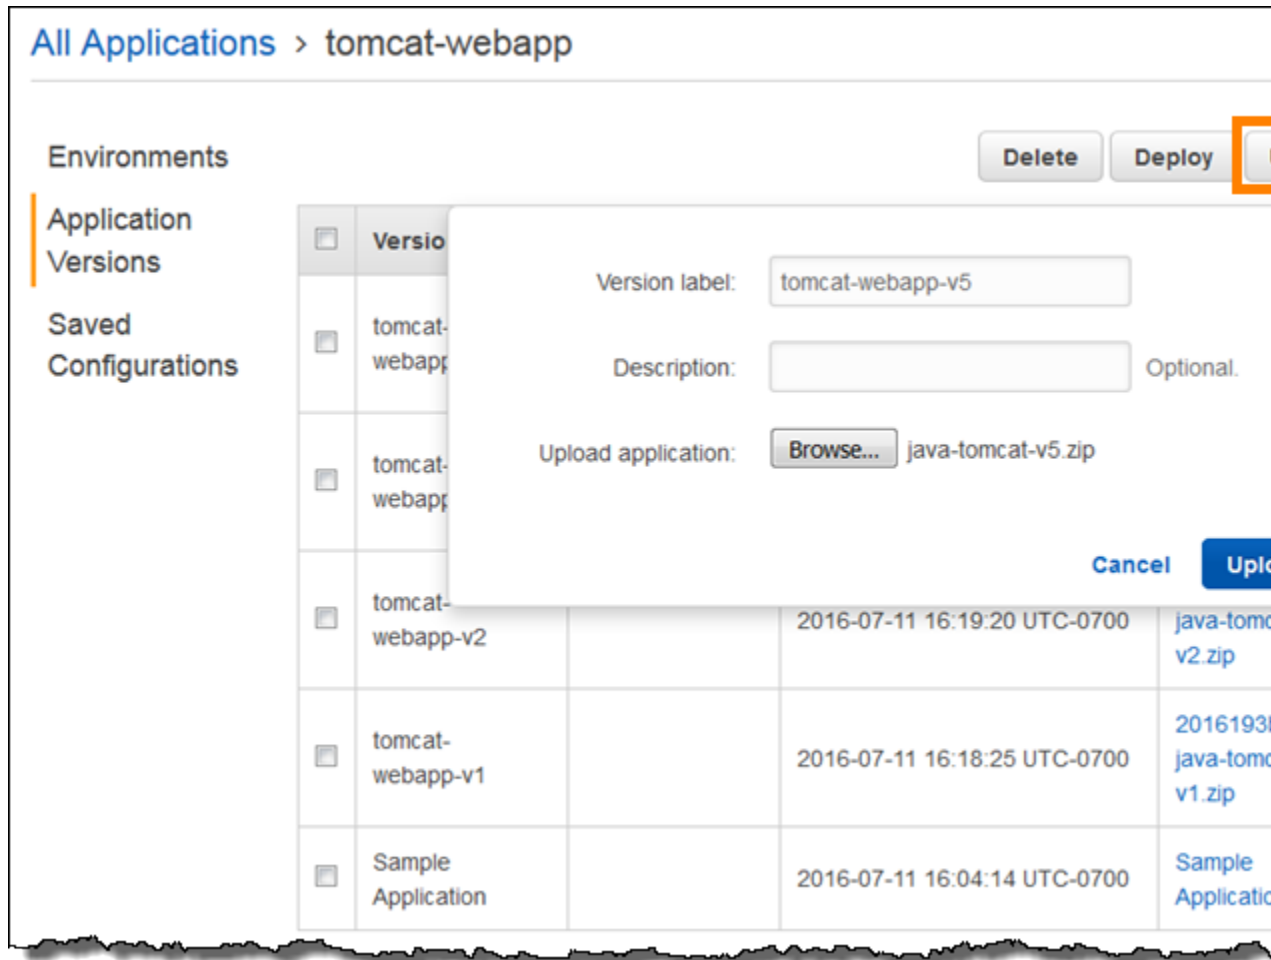 All Applications > tomcat-webapp
Environments
Delete
Deploy
Application
Versions
Saved
Configurations
Version label:
tomcat-webapp-v5
Description:
Optional.
Upload application:
Browse...
java-tomcat-v5.zip
Cancel
tomcat-
tomcat-
tomcat-
webapp-v2
2016-07-11 16:19:20 UTC-0700
v2.zip
tomcat-
webapp-v1
2016-07-11 16:18:25 UTC-0700
v1.zip
Sample
Application
2016-07-11 16:04:14 UTC-0700
Sample